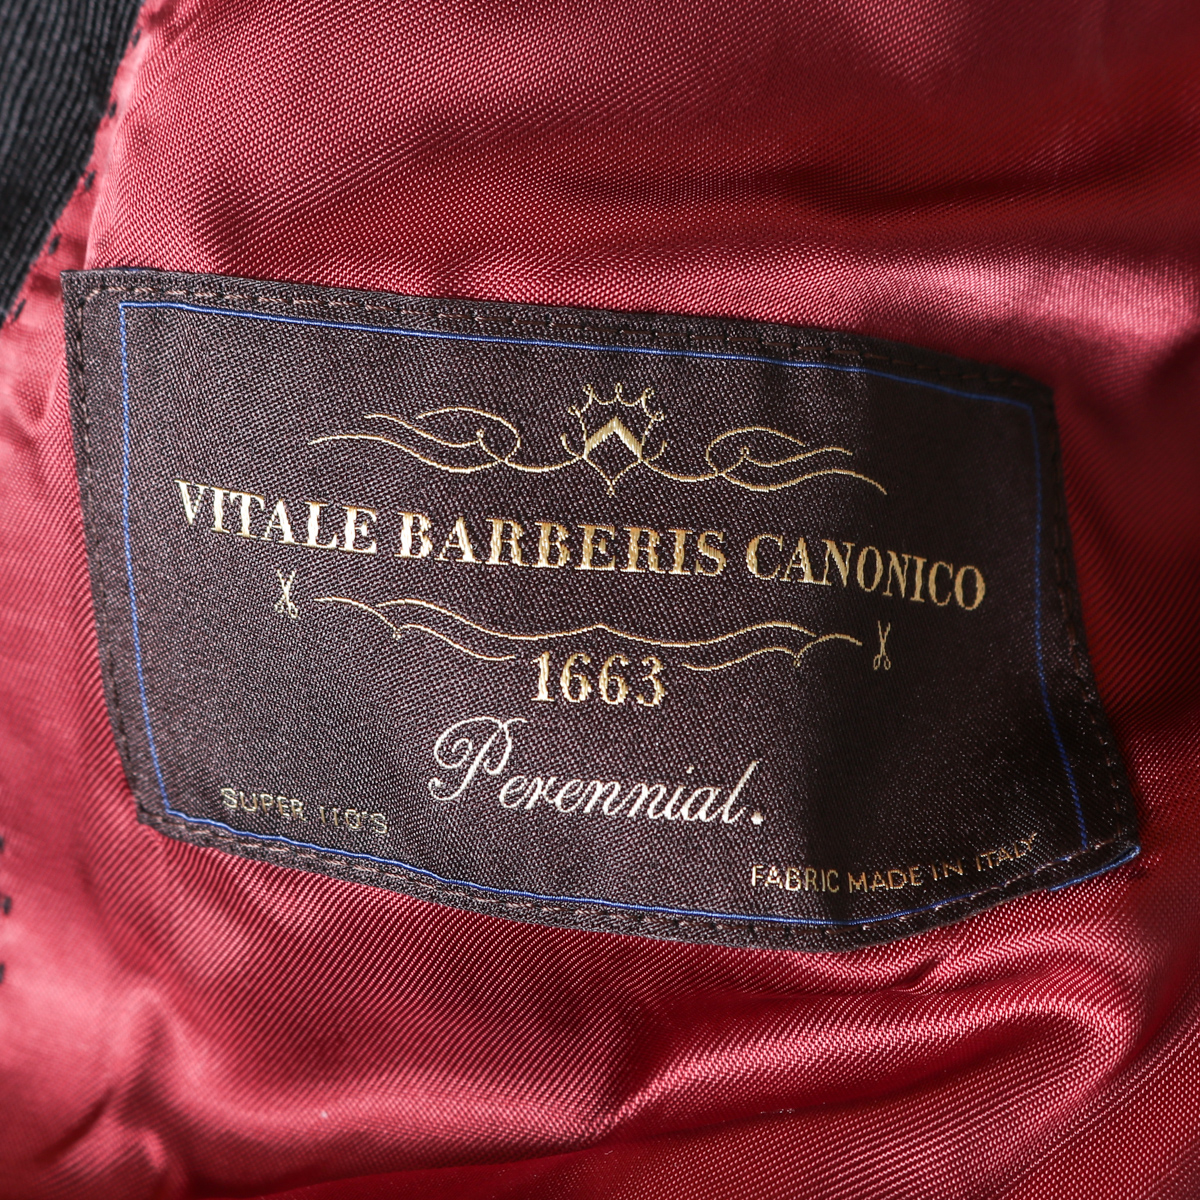 VITALE BARBERIS CANONICO
1663
Perennial.
SUPER 110'S
FABRIC MADE IN ITALY